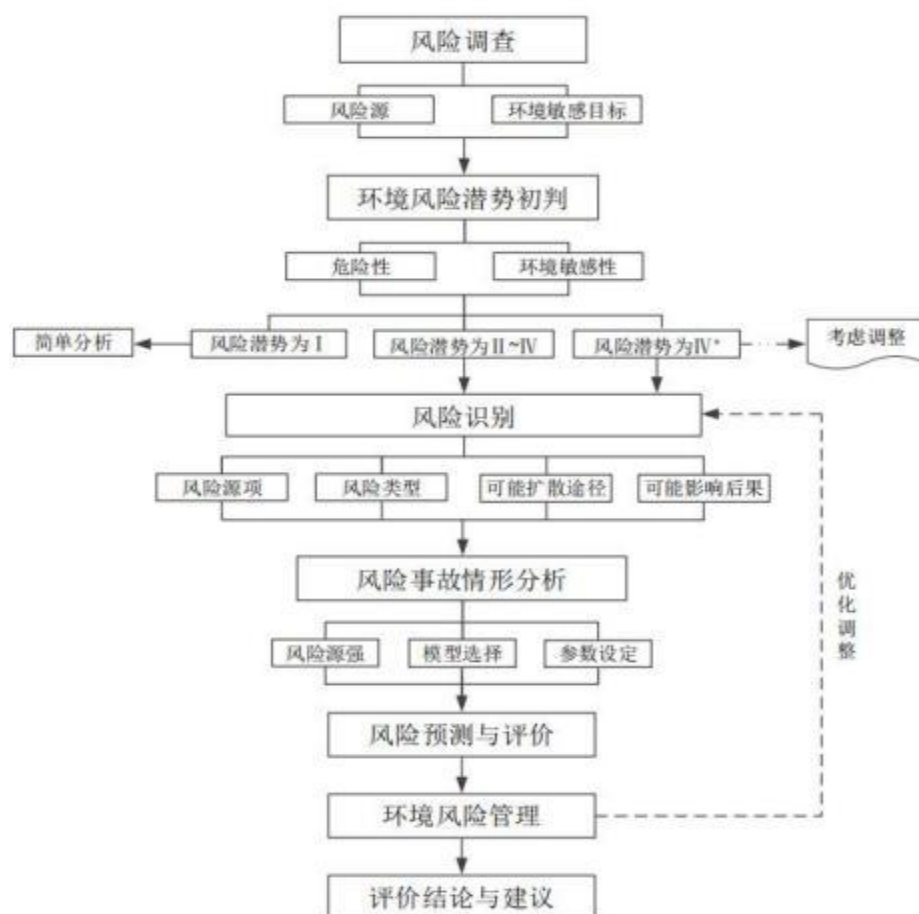 风险调查
风险源
环境敏感目标
环境风险潜势初判
危险性
环境敏感性
简单分析
风险潜势为Ⅰ
风险潜势为Ⅱ~Ⅳ
风险潜势为Ⅳ+
考虑调整
风险识别
风险源项
风险类型
可能扩散途径
可能影响后果
风险事故情形分析
风险源强
模型选择
参数设定
优化调整
风险预测与评价
环境风险管理
评价结论与建议